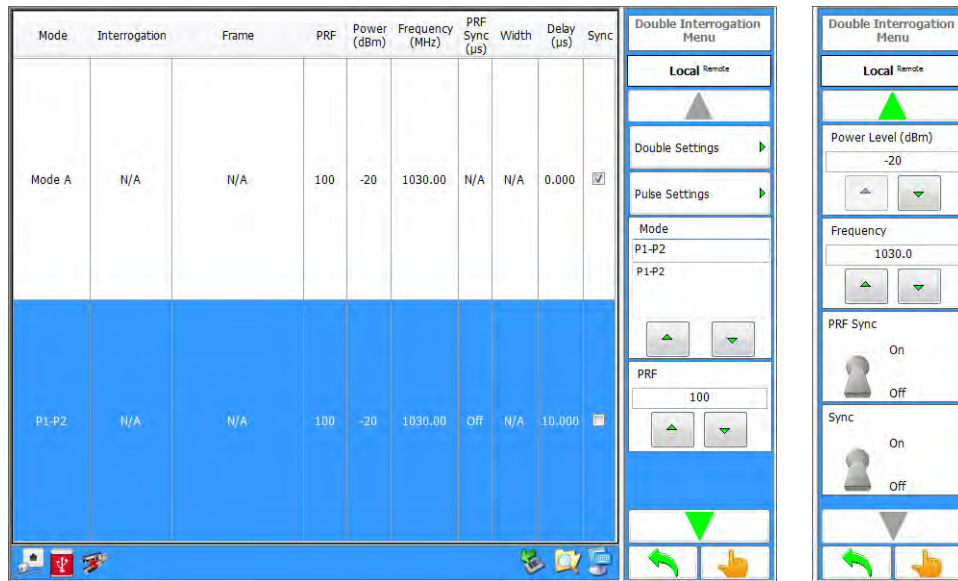 Mode Interrogation Frame PRF Power (dBm) Frequency (MHz) PRF Sync (µs) Width Delay (µs) Sync
Mode A N/A N/A 100 -20 1030.00 N/A N/A 0.000
P1-P2 N/A N/A 100 -20 1030.00 Off N/A 10.000
Double Interrogation
Menu
Local Remote
Double Settings
Pulse Settings
Mode
P1-P2
P1-P2
PRF
100
Double Interrogation
Menu
Local Remote
Power Level (dBm)
-20
Frequency
1030.0
PRF Sync
On
Off
Sync
On
Off